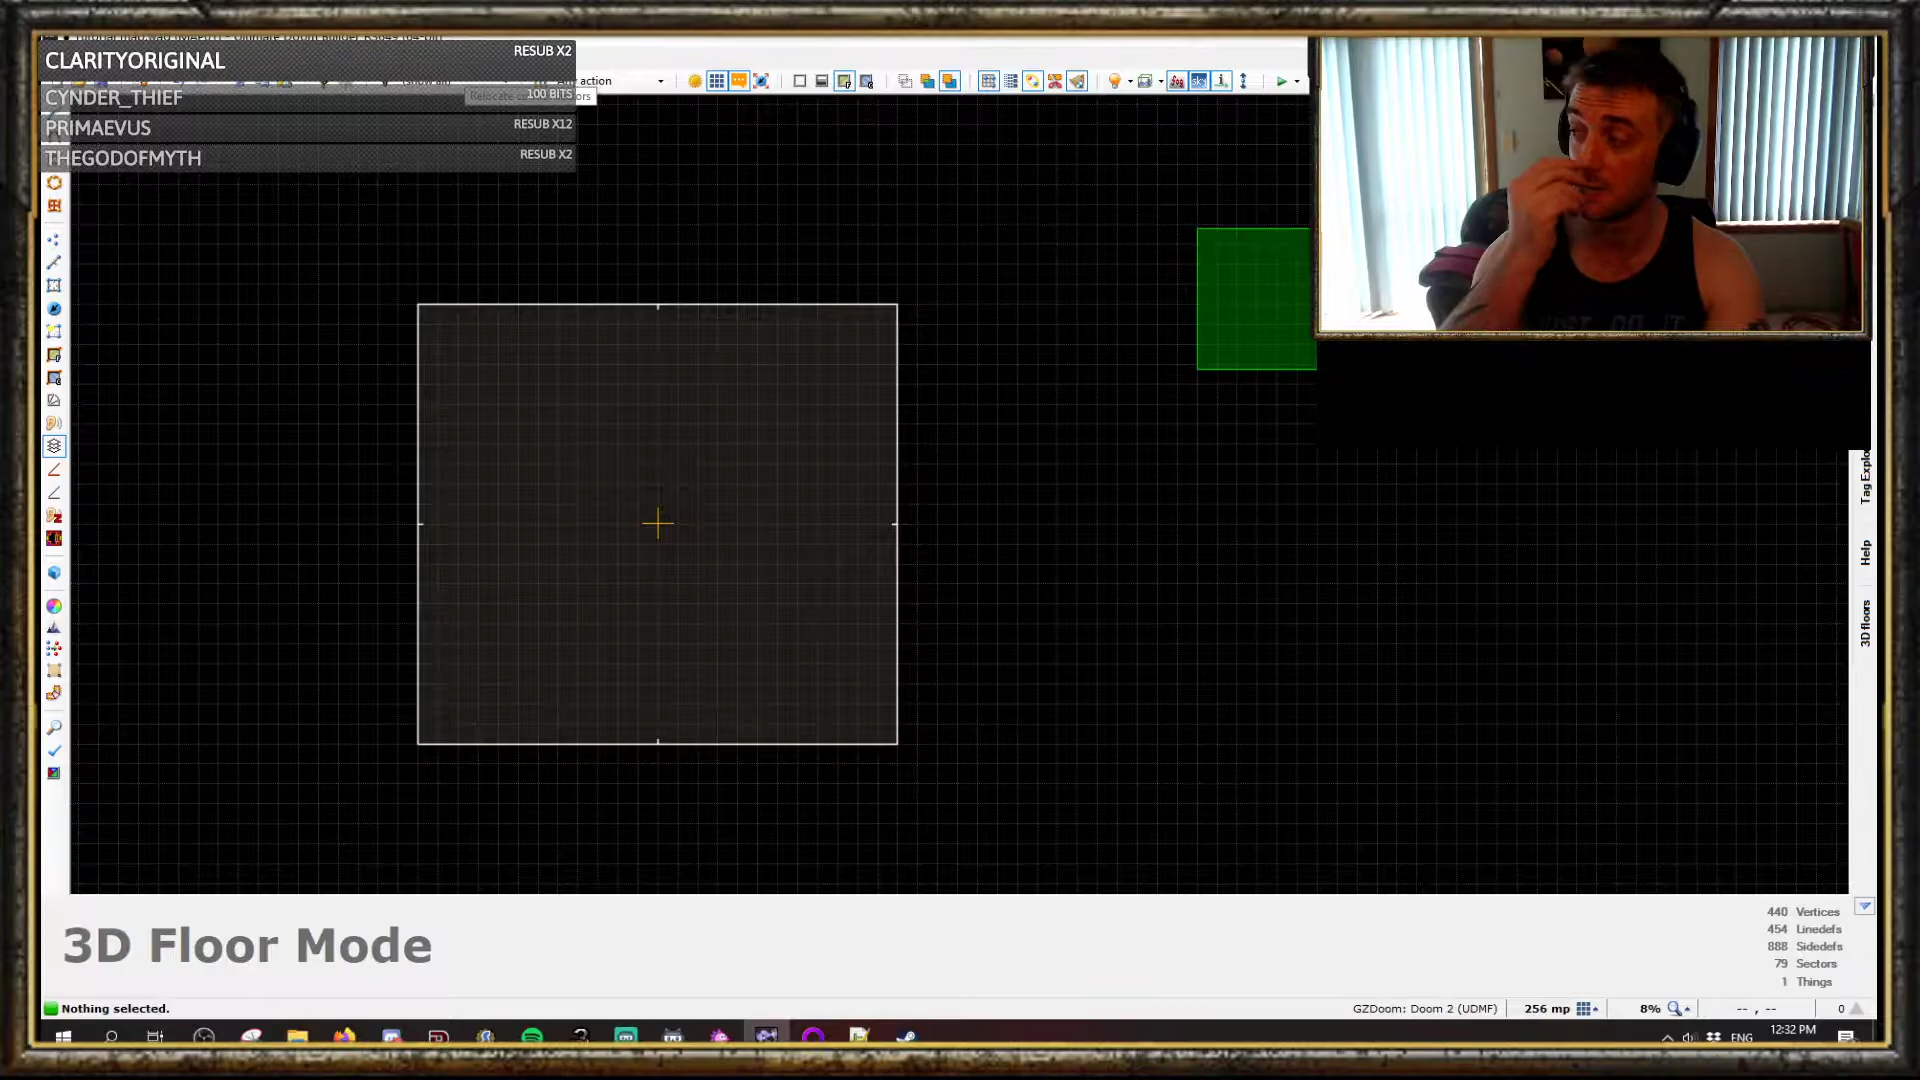 CLARITYORIGINAL RESUB X2
CYNDER_THIEF 100 BITS
PRIMAEVUS RESUB X12
THEGODOFMYTH RESUB X2
action
Relocate
Tag Explo
Help
3D floors
3D Floor Mode
440 Vertices
454 Linedefs
888 Sidedefs
79 Sectors
1 Things
Nothing selected.
GZDoom: Doom 2 (UDMF) 256 mp 8% -- , -- 0
ENG 12:32 PM